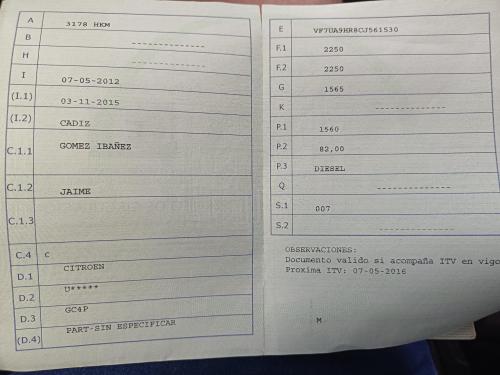 A 3178 HKM
B --------------
H --------------
I 07-05-2012
(I.1) 03-11-2015
(I.2) CADIZ
C.1.1 GOMEZ IBAÑEZ
C.1.2 JAIME
C.1.3
C.4 C
D.1 CITROEN
D.2 U*****
D.3 GC4P
(D.4) PART-SIN ESPECIFICAR
E VF7UA9HR8CJ561530
F.1 2250
F.2 2250
G 1565
K --------------
P.1 1560
P.2 82,00
P.3 DIESEL
Q --------------
S.1 007
S.2 --------------
OBSERVACIONES:
Documento valido si acompaña ITV en vigo
Proxima ITV: 07-05-2016
M